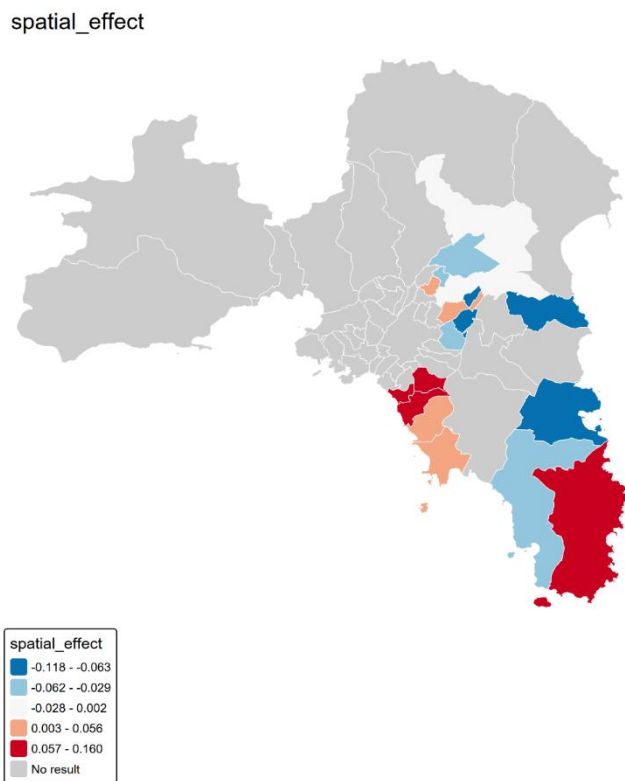 spatial_effect
spatial_effect
-0.118 - -0.063
-0.062 - -0.029
-0.028 - 0.002
0.003 - 0.056
0.057 - 0.160
No result